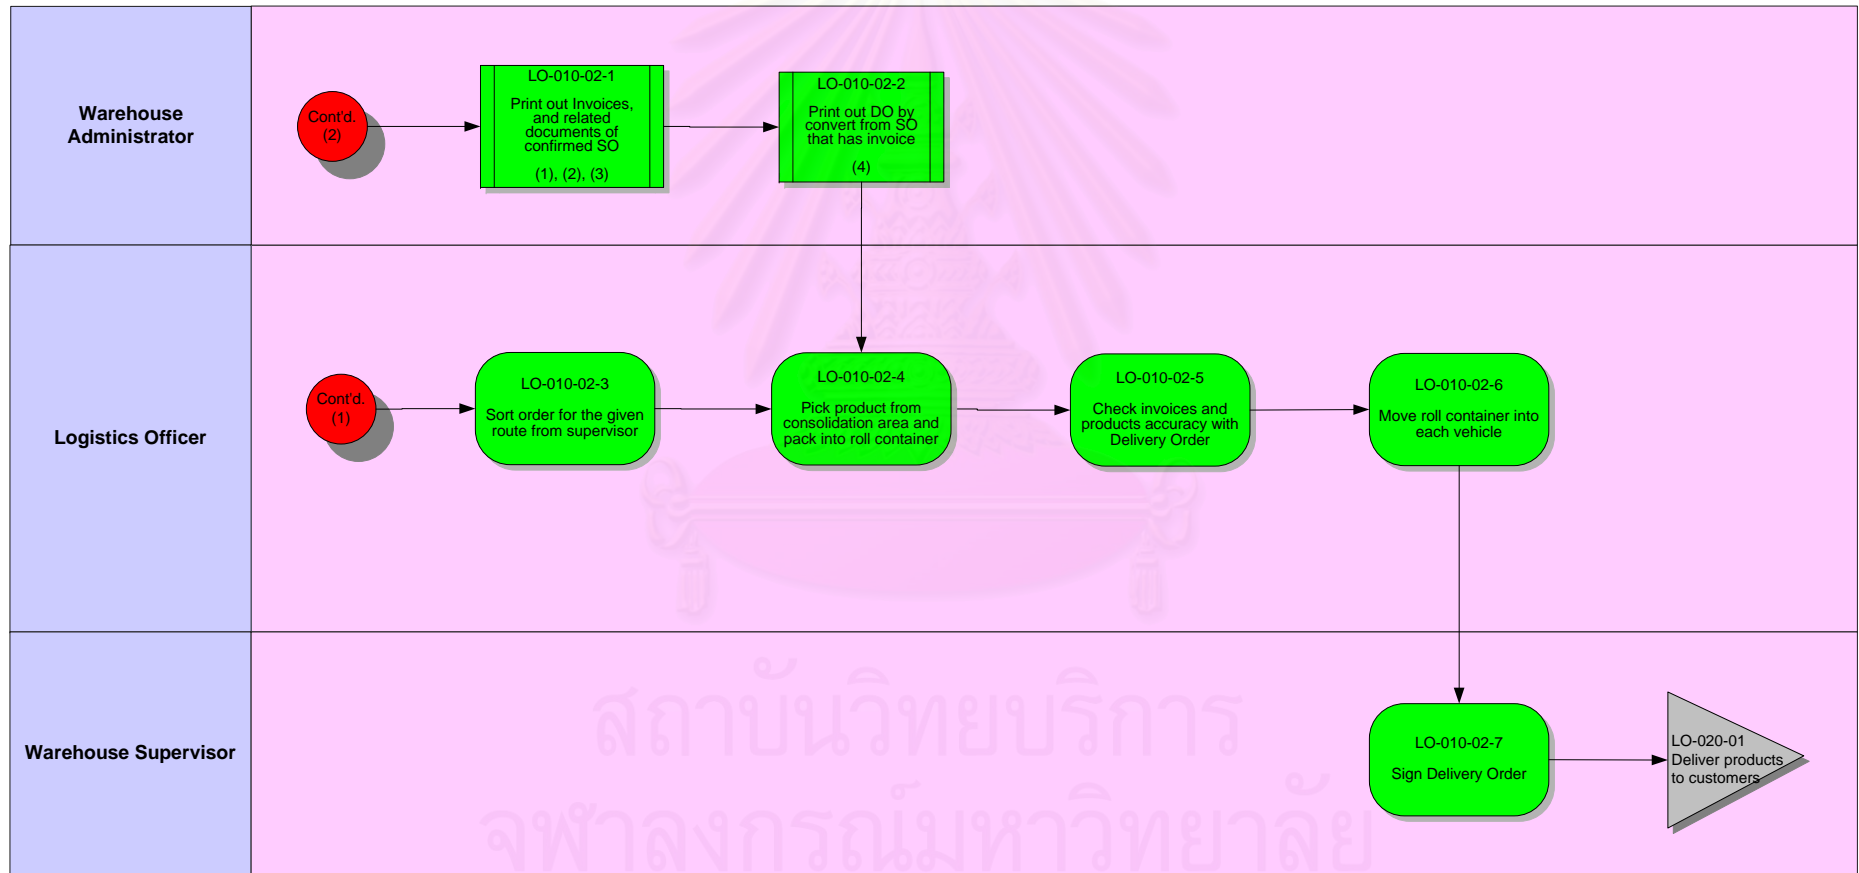 Warehouse
Administrator
Cont'd.
(2)
LO-010-02-1
Print out Invoices,
and related
documents of
confirmed SO
(1), (2), (3)
LO-010-02-2
Print out DO by
convert from SO
that has invoice
(4)
Logistics Officer
Cont'd.
(1)
LO-010-02-3
Sort order for the given
route from supervisor
LO-010-02-4
Pick product from
consolidation area and
pack into roll container
LO-010-02-5
Check invoices and
products accuracy with
Delivery Order
LO-010-02-6
Move roll container into
each vehicle
Warehouse Supervisor
LO-010-02-7
Sign Delivery Order
LO-020-01
Deliver products
to customers
สถาบันวิทยบริการ
จุฬาลงกรณ์มหาวิทยาลัย